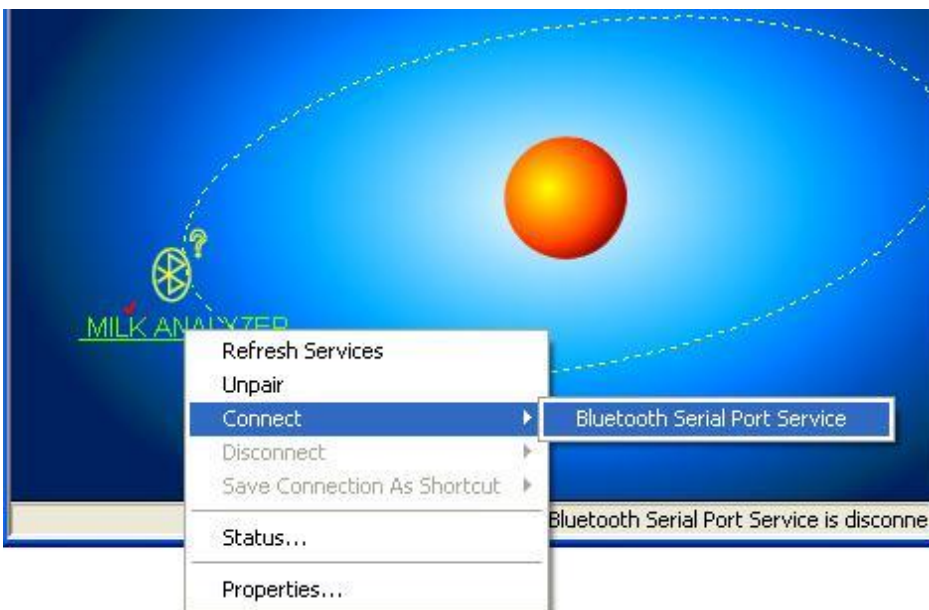 MILK ANALYZER
Refresh Services
Unpair
Connect
Bluetooth Serial Port Service
Disconnect
Save Connection As Shortcut
Bluetooth Serial Port Service is disconne
Status...
Properties...